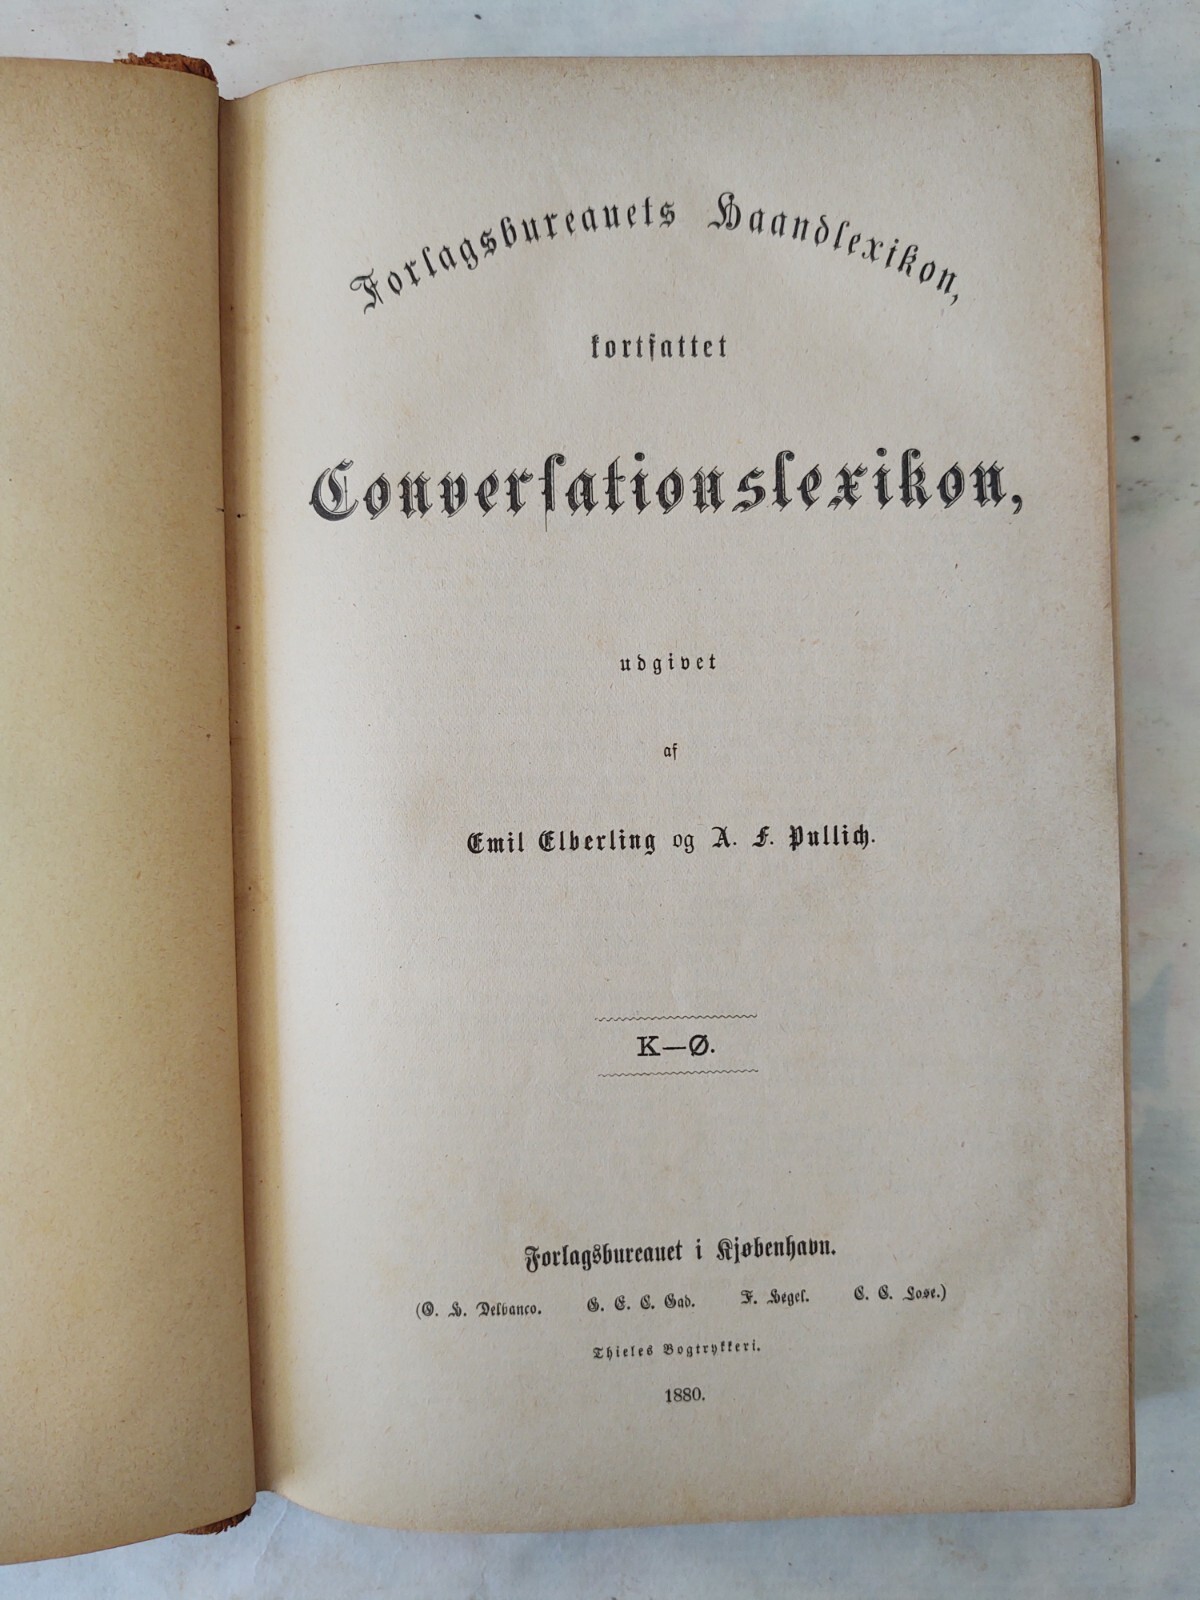 Forlagsbureauets Haandlexikon,
kortfattet
Conversationslexikon,
udgivet
af
Emil Elberling og A. F. Pullich.
K—Ø.
Forlagsbureauet i Kjøbenhavn.
(O. H. Delbanco. G. E. C. Gad. F. Hegel. C. C. Lose.)
Thieles Bogtrykkeri.
1880.